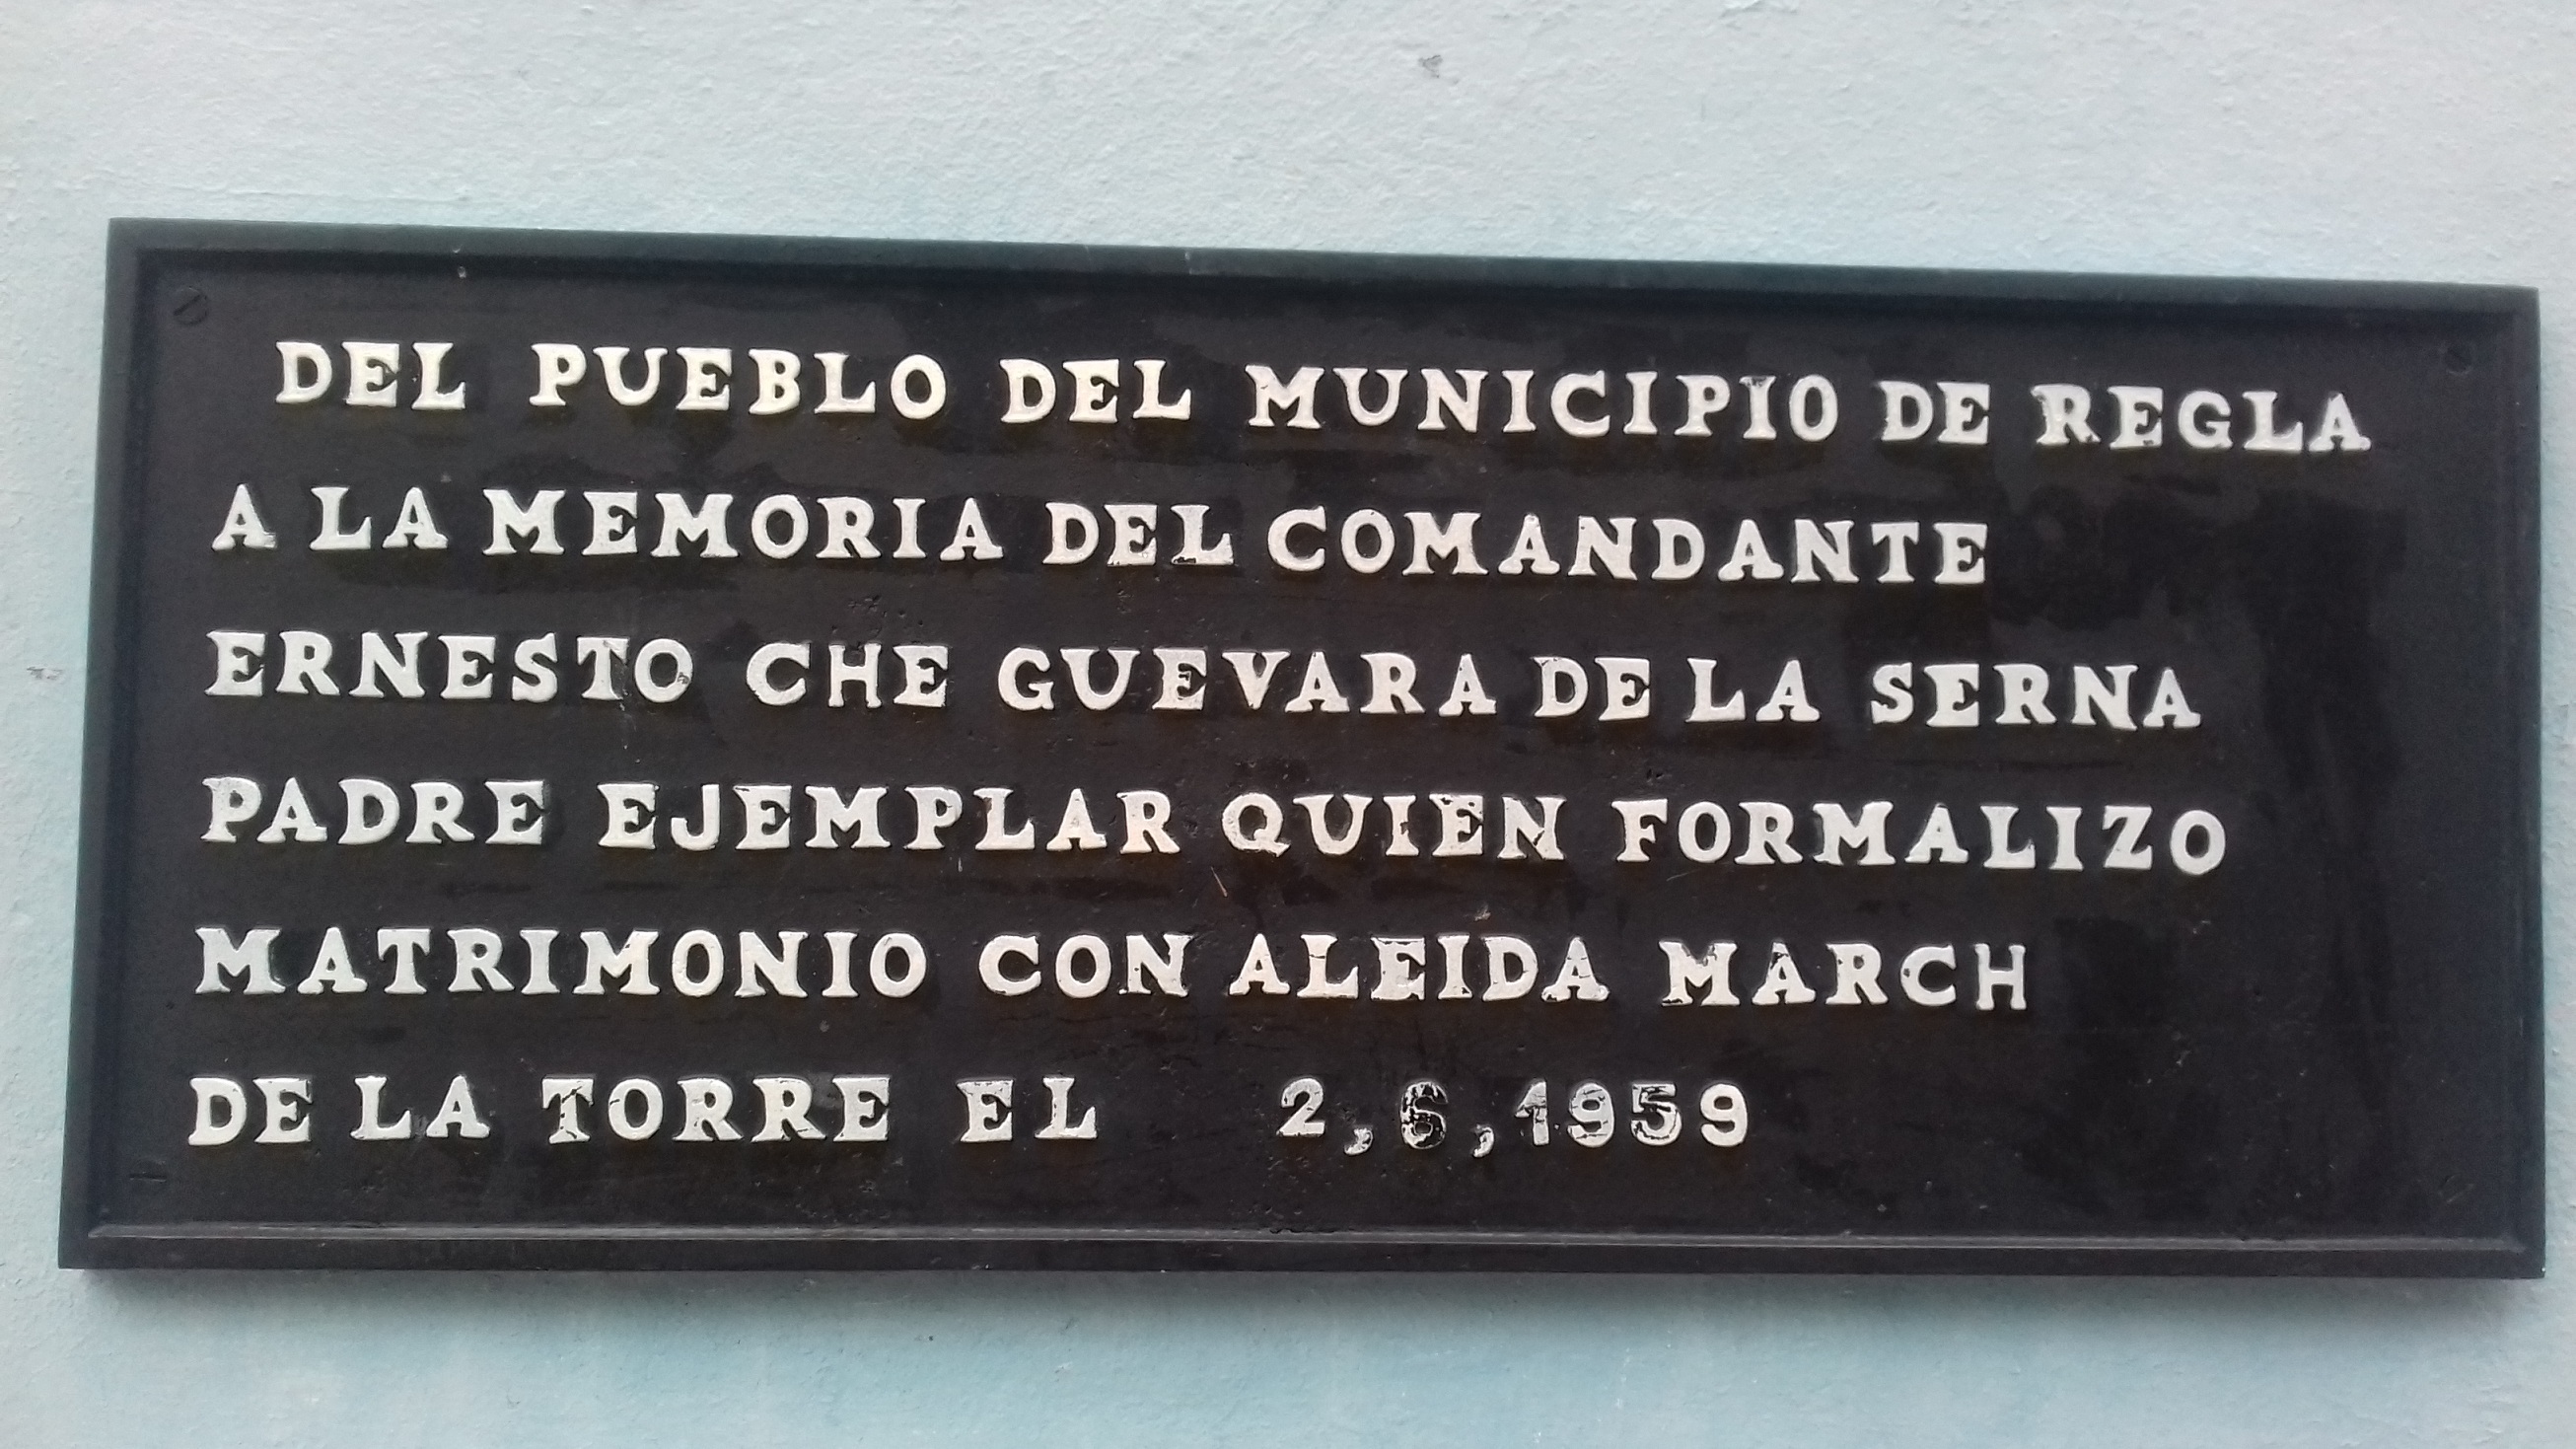 DEL PUEBLO DEL MUNICIPIO DE REGLA
A LA MEMORIA DEL COMANDANTE
ERNESTO CHE GUEVARA DE LA SERNA
PADRE EJEMPLAR QUIEN FORMALIZO
MATRIMONIO CON ALEIDA MARCH
DE LA TORRE EL 2,6,1959